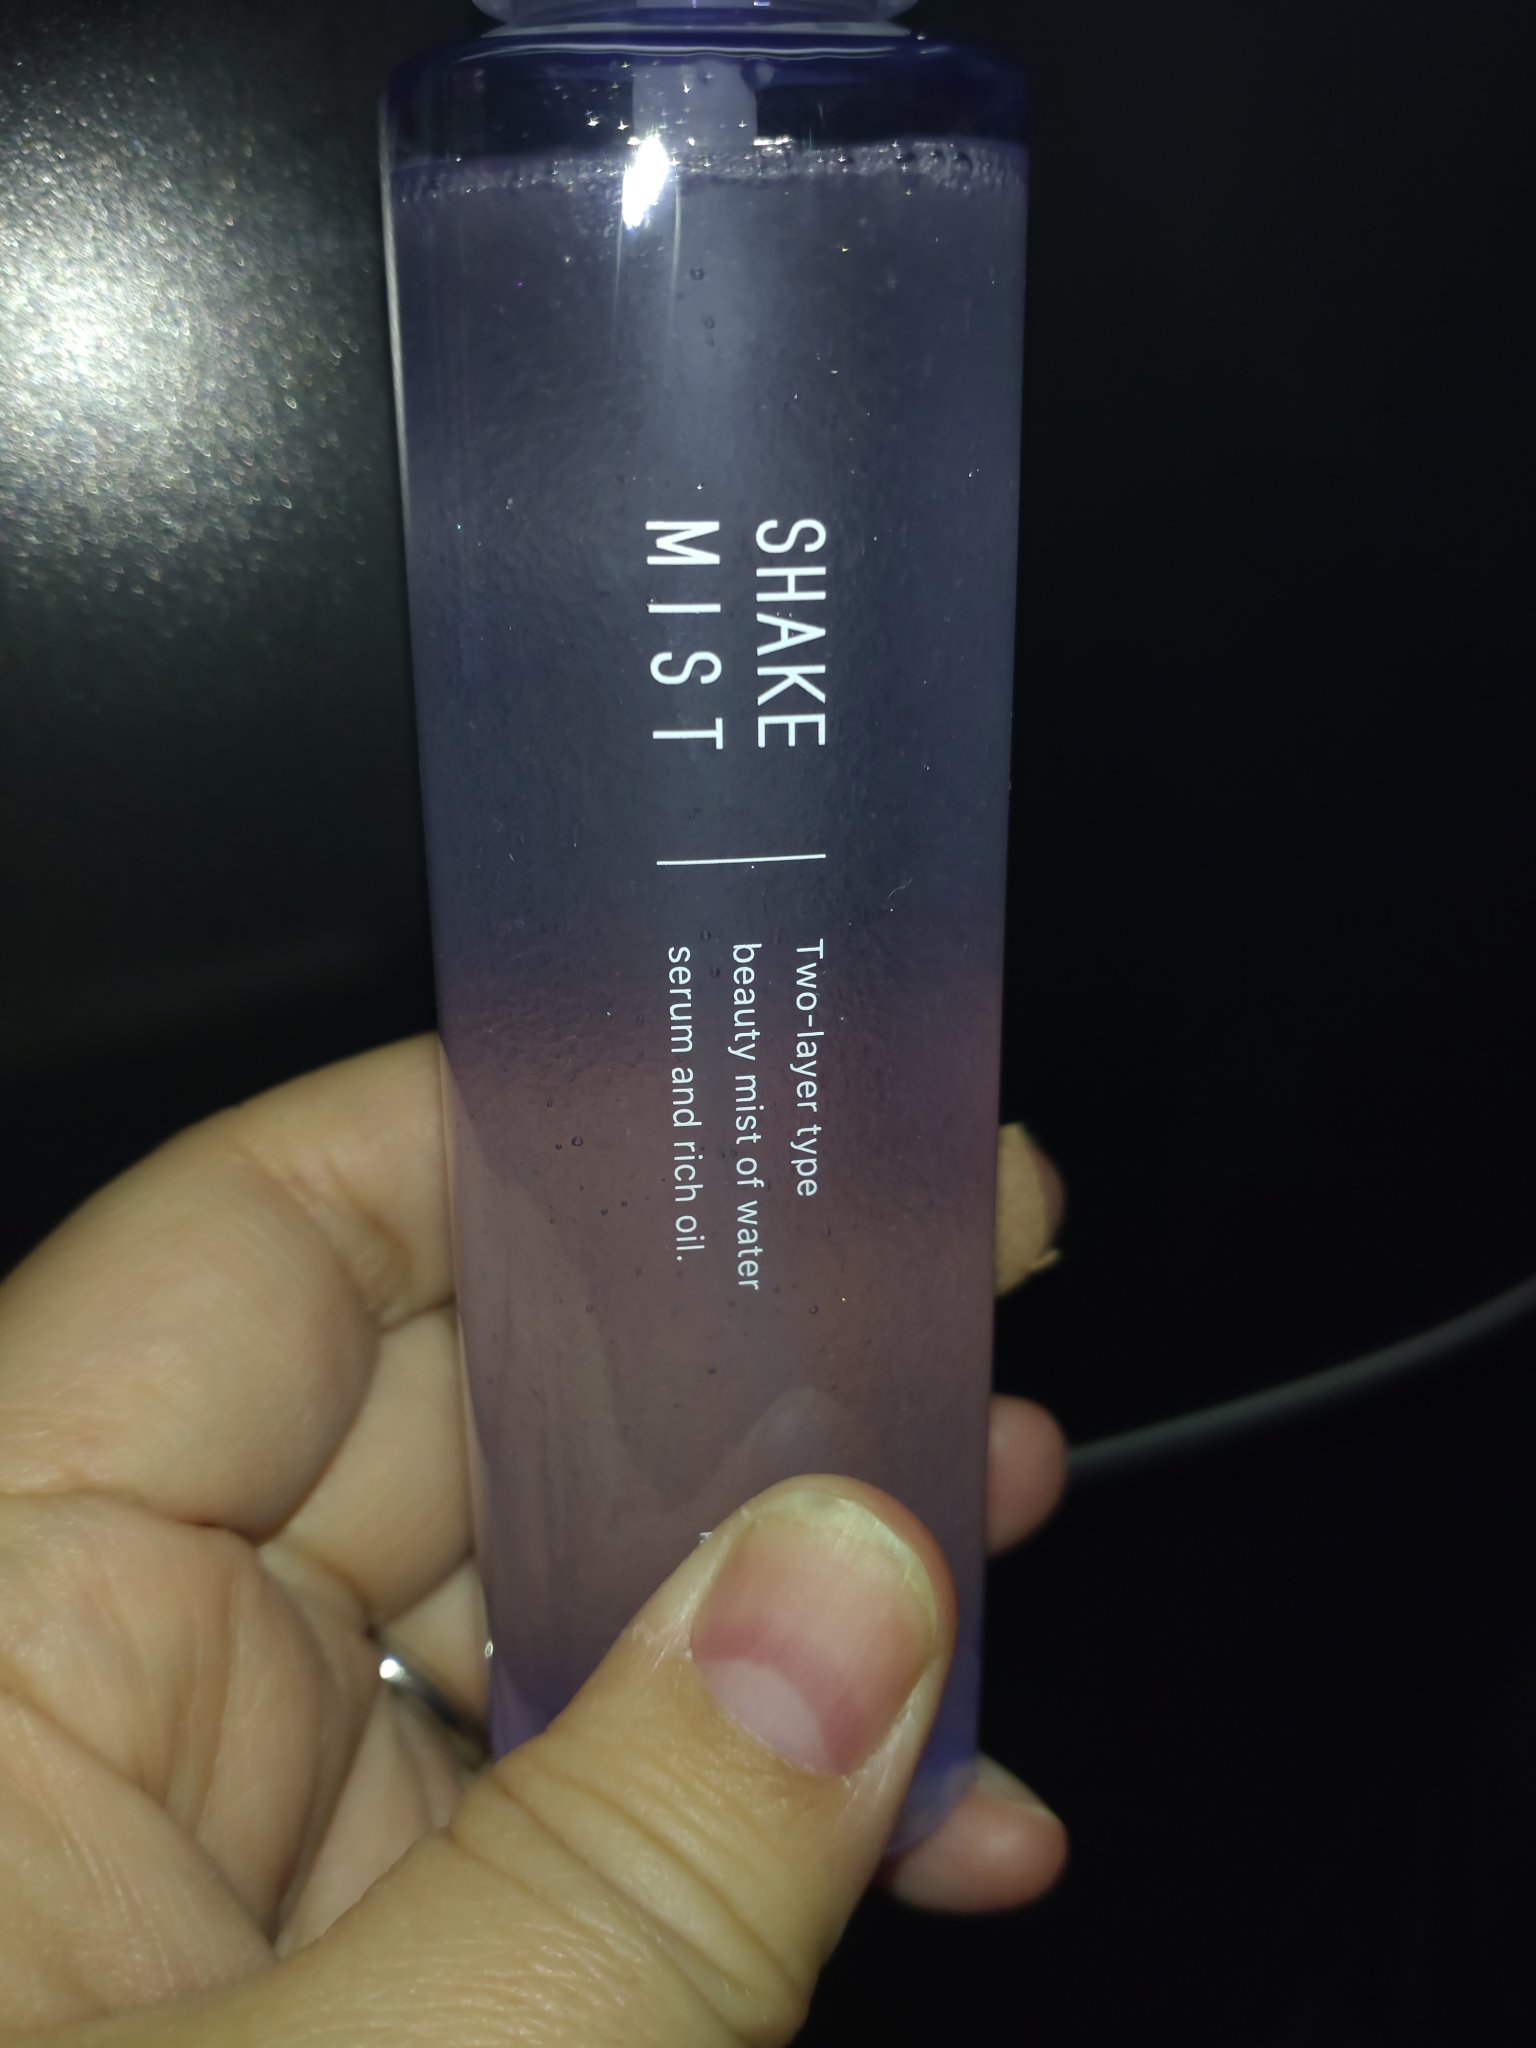 SHAKE
MIST
Two-layer type
beauty mist of water
serum and rich oil.